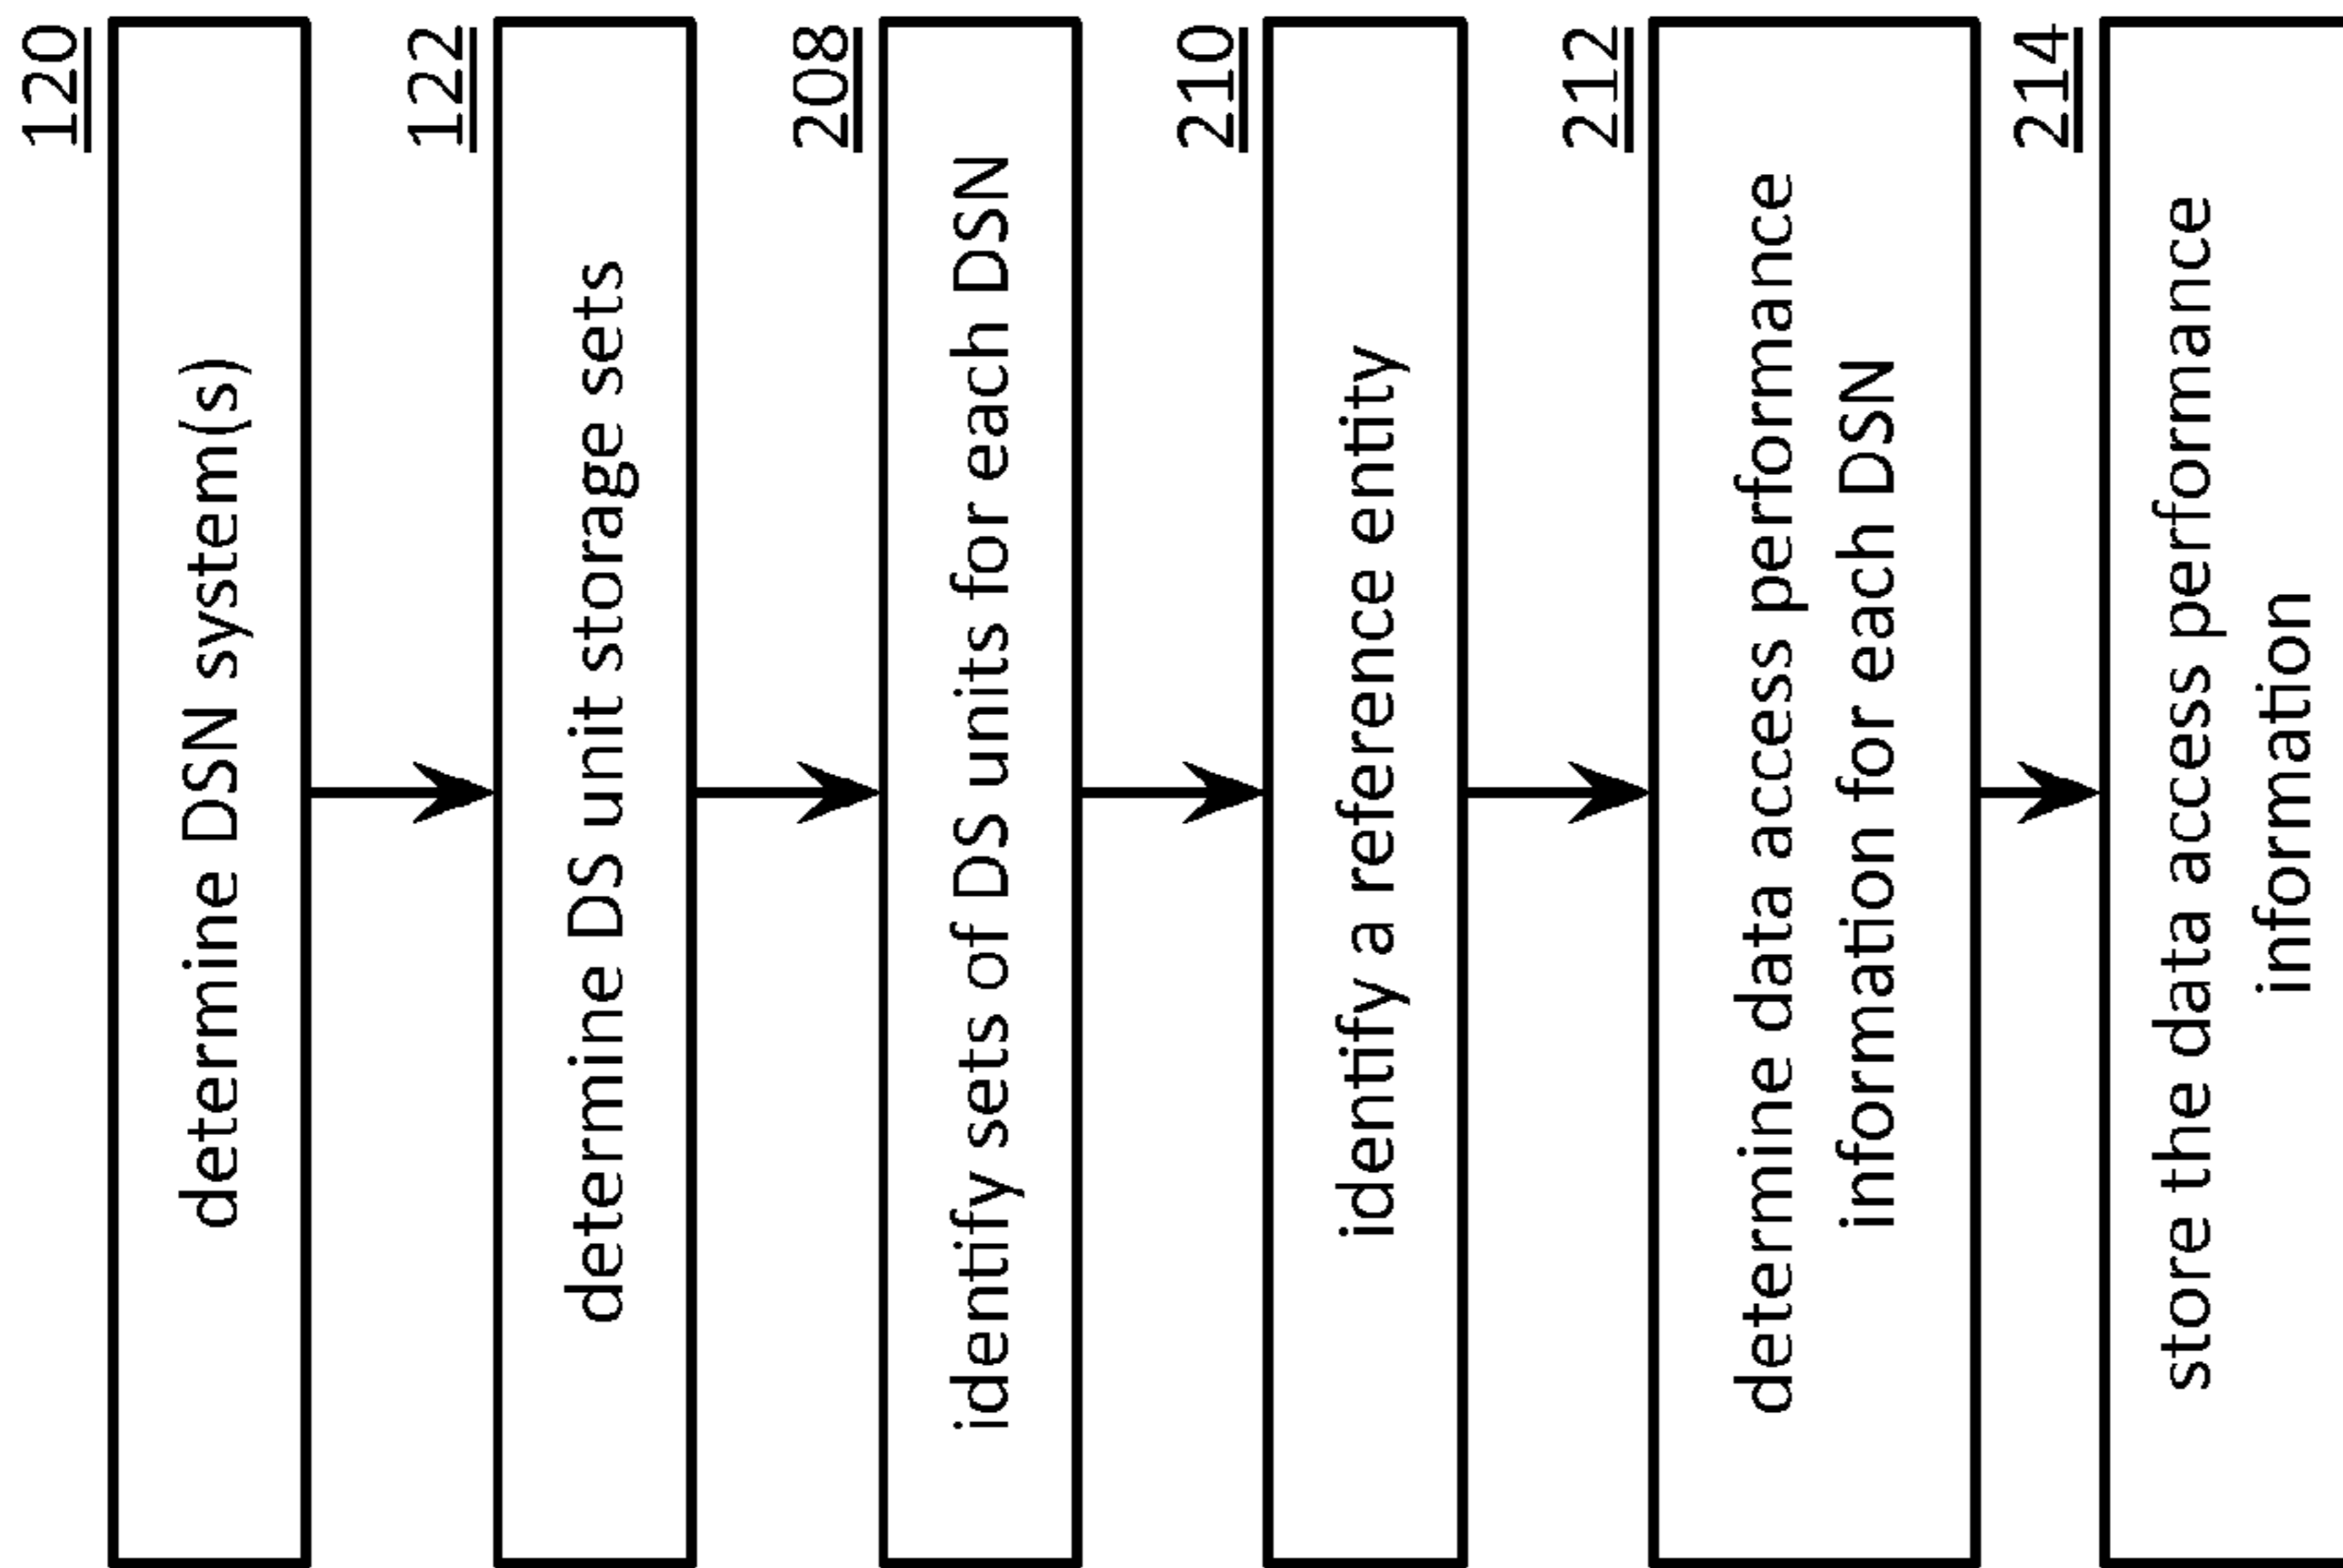 120
determine DSN system(s)
122
determine DS unit storage sets
208
identify sets of DS units for each DSN
210
identify a reference entity
212
determine data access performance
information for each DSN
214
store the data access performance
information